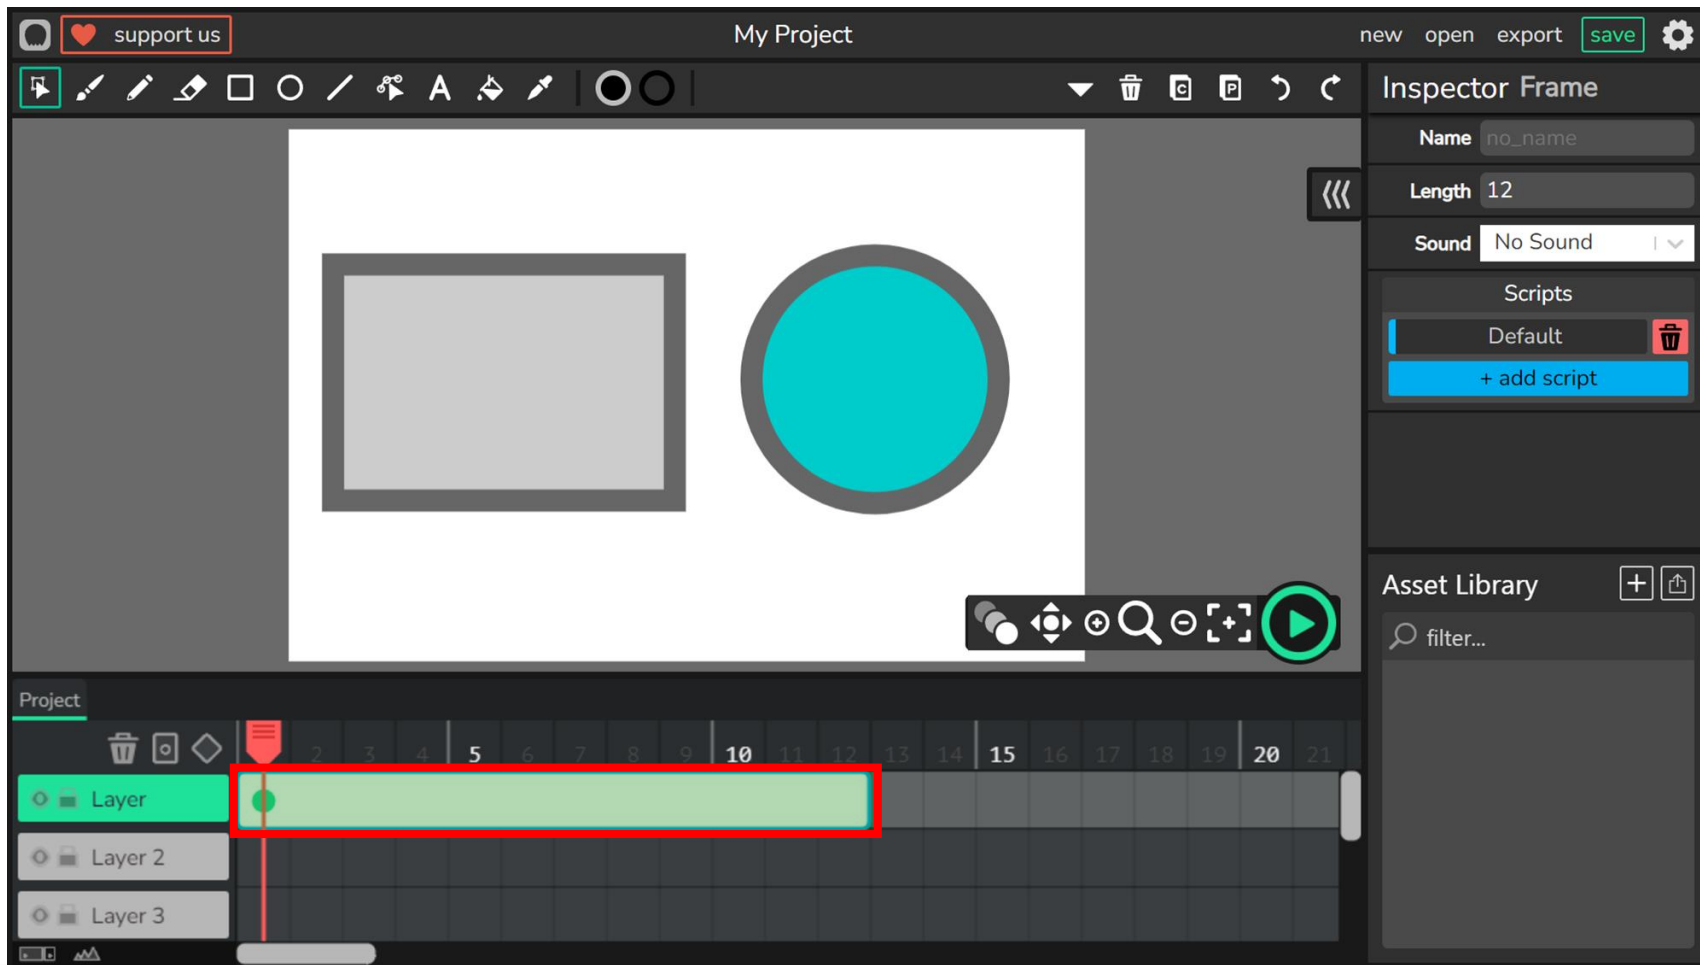 support us
My Project
new open export save
A
C P
Inspector Frame
Name no_name
Length 12
Sound No Sound
Scripts
Default
+ add script
Asset Library
filter...
Project
2 3 4 5 6 7 8 9 10 11 12 13 14 15 16 17 18 19 20 21
Layer
Layer 2
Layer 3